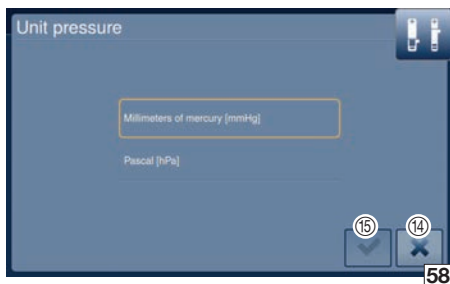 Unit pressure
Millimeters of mercury [mmHg]
Pascal [hPa]
⑮ ⑭
58